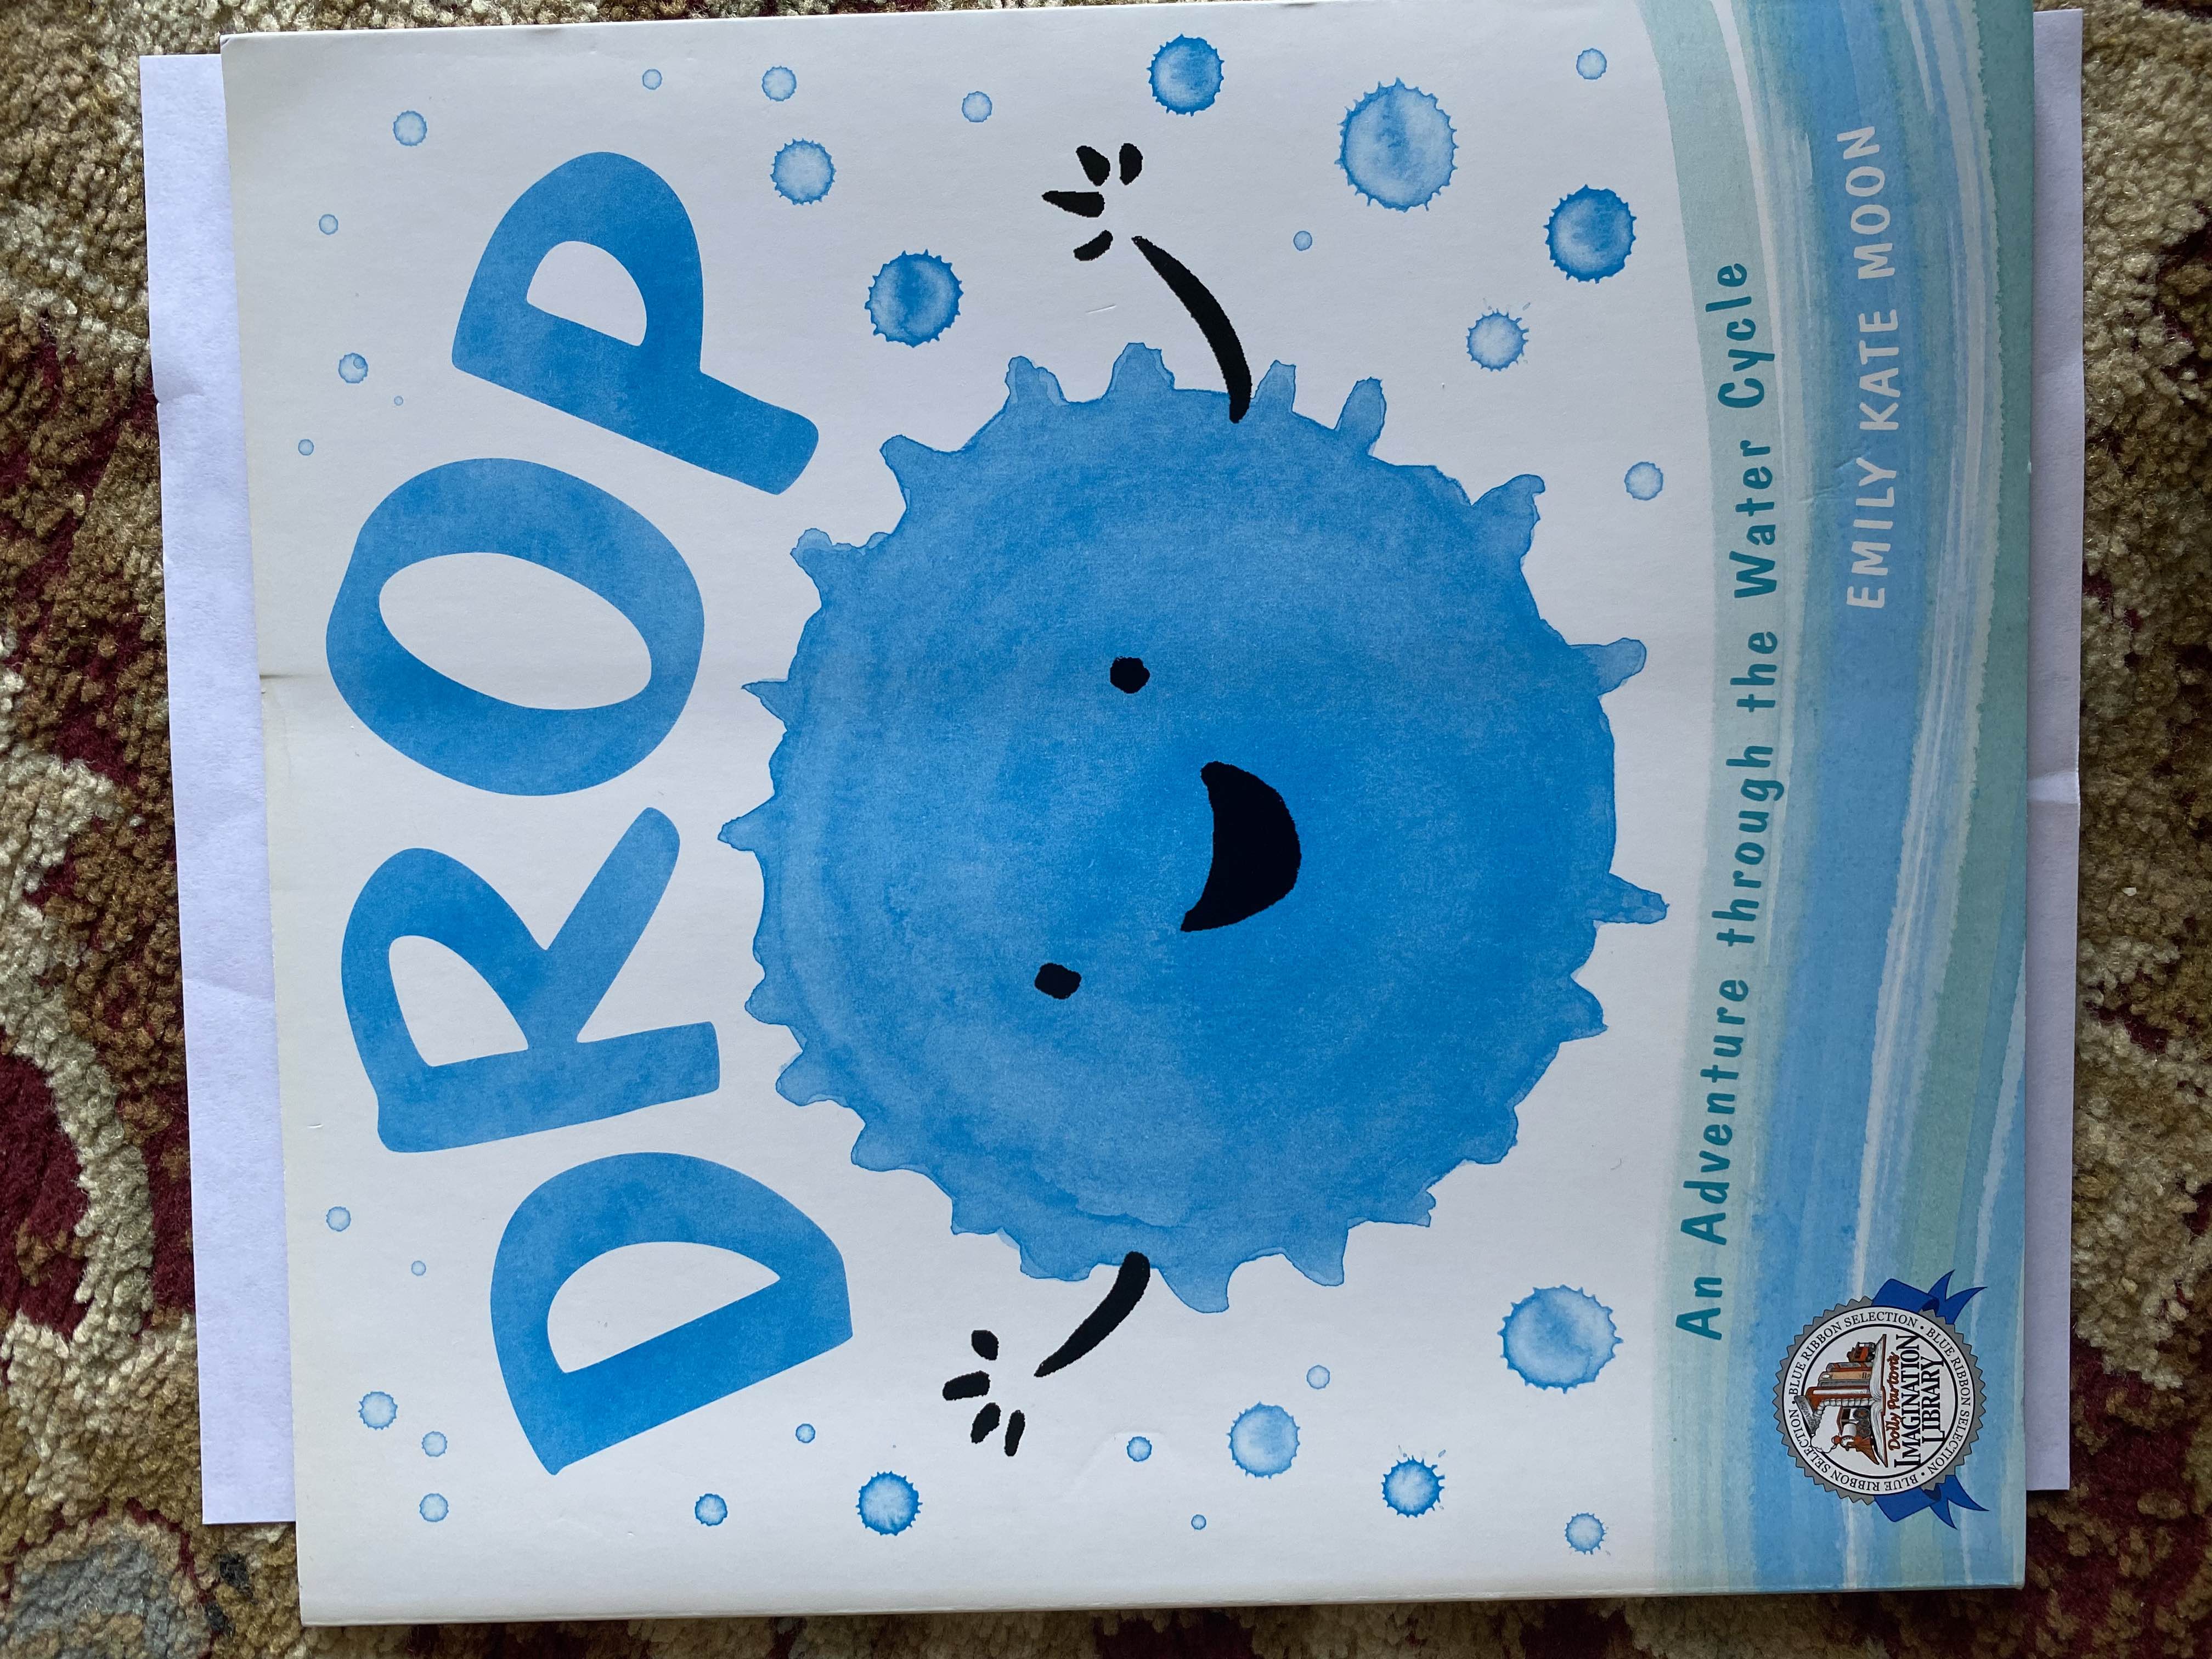 DROP
An Adventure through the Water Cycle
EMILY KATE MOON
BLUE RIBBON SELECTION • BLUE RIBBON SELECTION • BLUE RIBBON SELECTION •
Dolly Parton's
IMAGINATION
LIBRARY